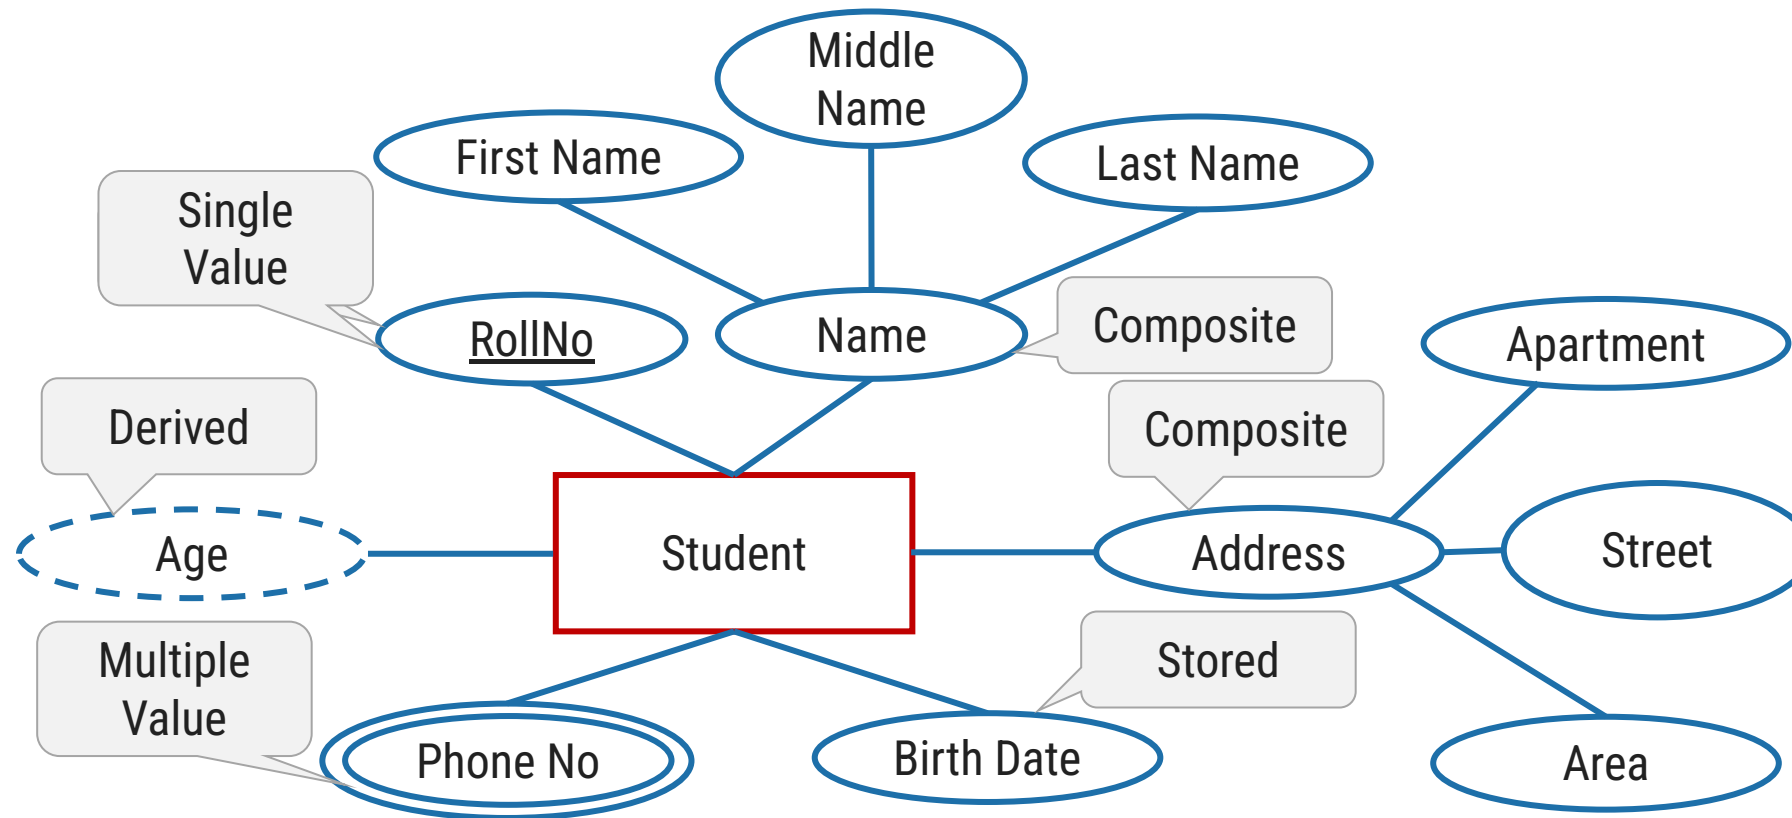 Middle
Name
First Name
Last Name
Single
Value
RollNo
Name
Composite
Apartment
Derived
Composite
Age
Student
Address
Street
Multiple
Value
Stored
Phone No
Birth Date
Area